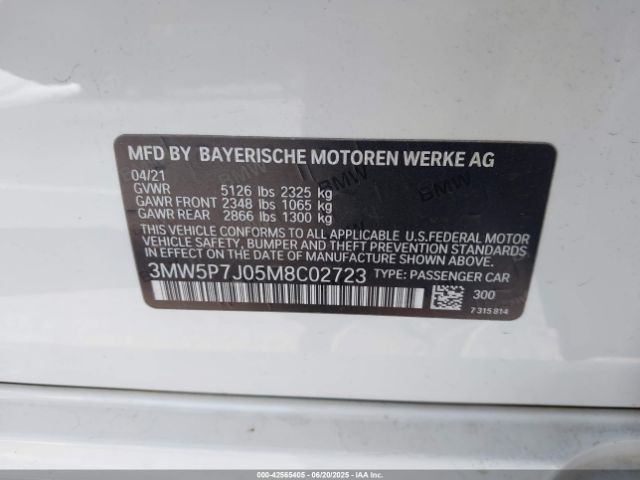 MFD BY BAYERISCHE MOTOREN WERKE AG
04/21
GVWR 5126 lbs 2325 kg
GAWR FRONT 2348 lbs 1065 kg
GAWR REAR 2866 lbs 1300 kg
THIS VEHICLE CONFORMS TO ALL APPLICABLE U.S.FEDERAL MOTOR
VEHICLE SAFETY, BUMPER AND THEFT PREVENTION STANDARDS
IN EFFECT ON THE DATE OF MANUFACTURE SHOWN ABOVE.
3MW5P7J05M8C02723 TYPE: PASSENGER CAR
300
7 315 814
000-42565405 - 06/20/2025 - IAA Inc.